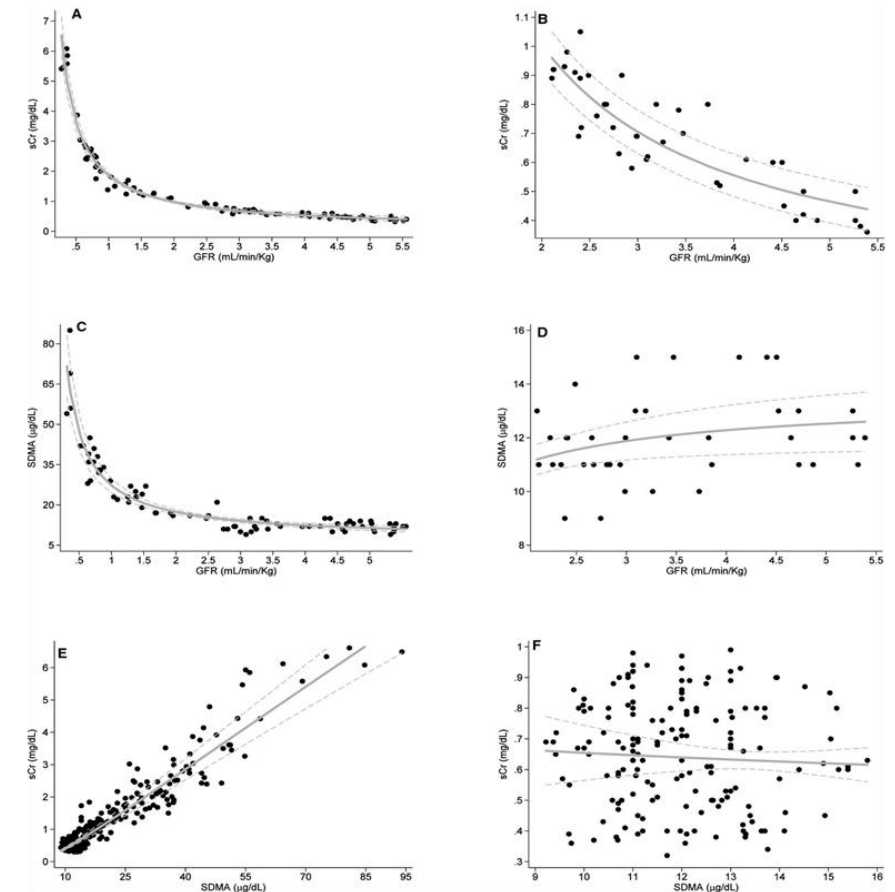 A
B
7
6
5
4
3
2
1
0
sCr (mg/dL)
.5 1 1.5 2 2.5 3 3.5 4 4.5 5 5.5
GFR (mL/min/Kg)
1.1
1
.9
.8
.7
.6
.5
.4
sCr (mg/dL)
2 2.5 3 3.5 4 4.5 5 5.5
GFR (mL/min/Kg)
C
D
80
65
50
35
20
5
SDMA (µg/dL)
.5 1 1.5 2 2.5 3 3.5 4 4.5 5
GFR (mL/min/Kg)
16
14
12
10
8
SDMA (µg/dL)
2.5 3 3.5 4 4.5 5 5.5
GFR (mL/min/Kg)
E
F
6
5
4
3
2
1
0
sCr (mg/dL)
10 25 40 55 70 85 95
SDMA (µg/dL)
1
.9
.8
.7
.6
.5
.4
.3
sCr (mg/dL)
9 10 11 12 13 14 15 16
SDMA (µg/dL)